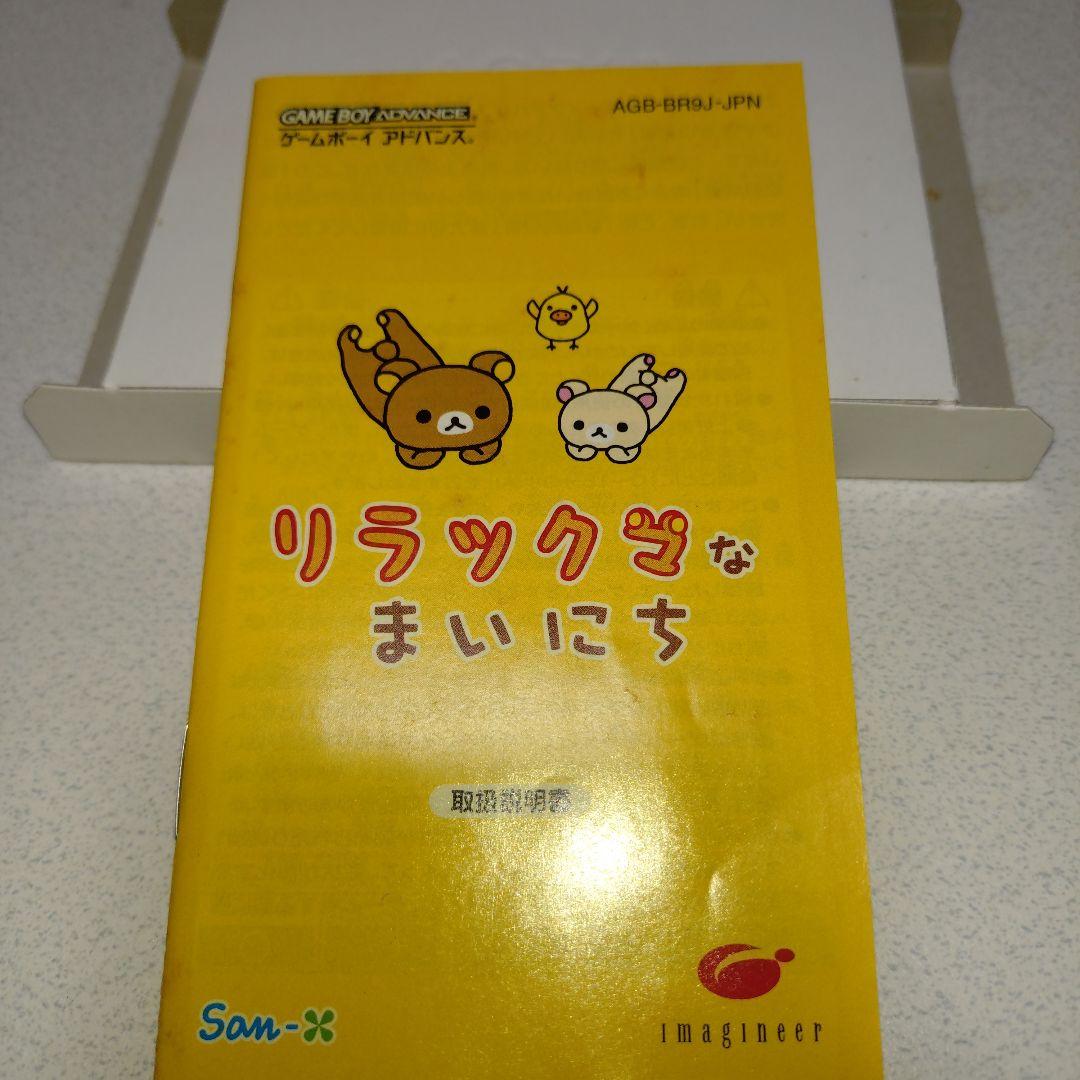 GAME BOY ADVANCE
AGB-BR9J-JPN
ゲームボーイ アドバンス。
リラックマな
まいにち
取扱説明書
San-X
imagineer